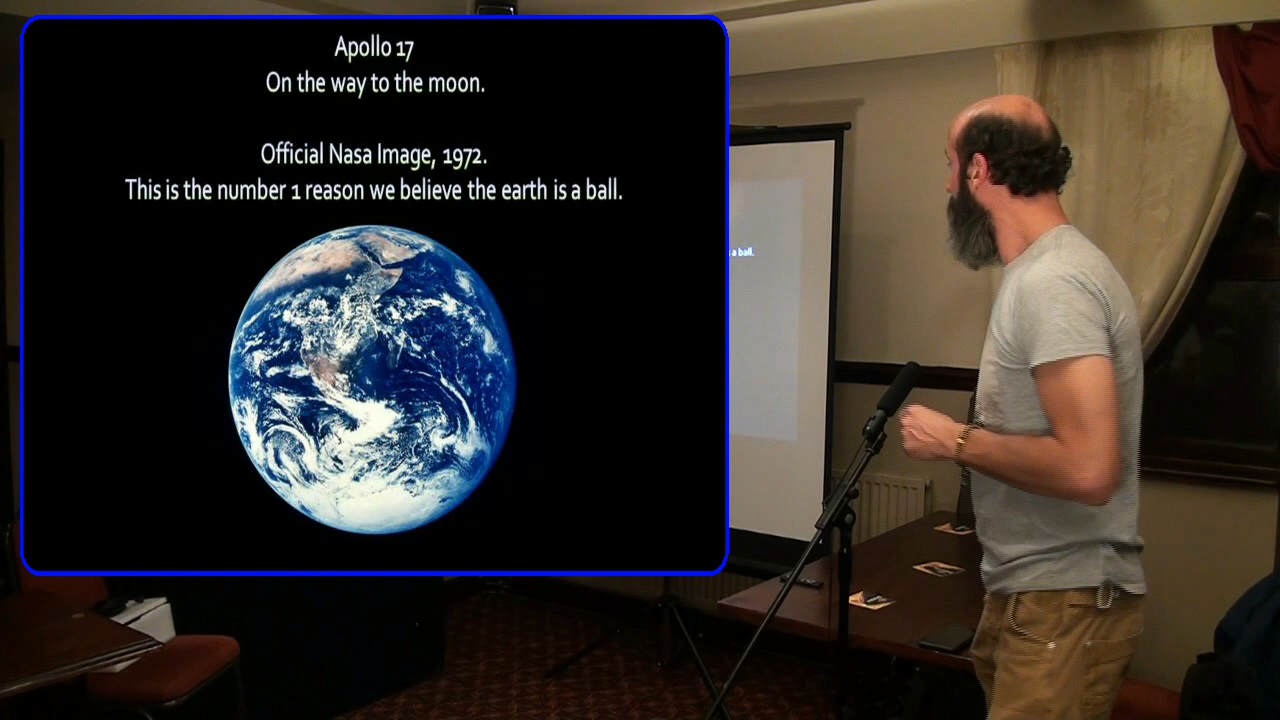 Apollo 17
On the way to the moon.
Official Nasa Image, 1972.
This is the number 1 reason we believe the earth is a ball.
a ball.